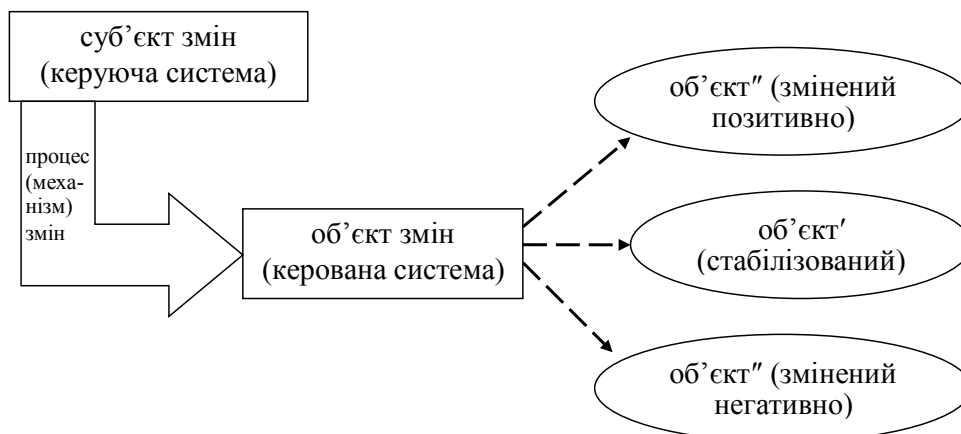 суб’єкт змін
(керуюча система)
процес
(меха-
нізм)
змін
об’єкт змін
(керована система)
об’єкт″ (змінений
позитивно)
об’єкт′
(стабілізований)
об’єкт″ (змінений
негативно)